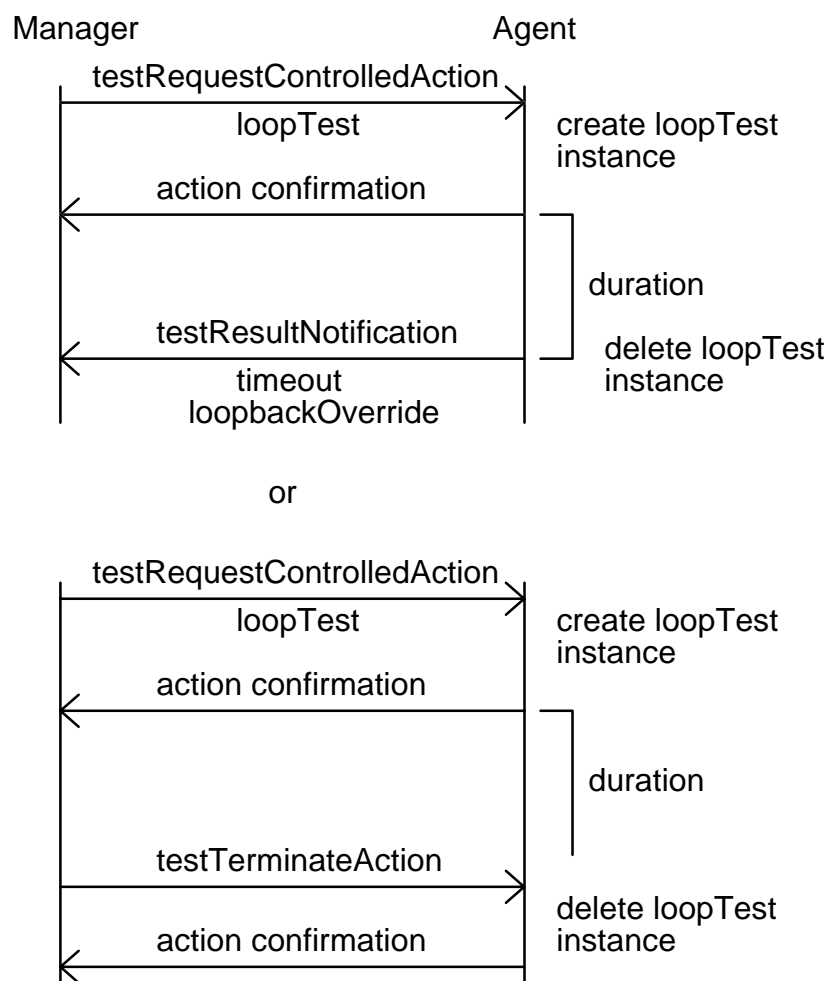 Manager Agent
testRequestControlledAction
loopTest
create loopTest
instance
action confirmation
duration
testResultNotification
delete loopTest
instance
timeout
loopbackOverride
or
testRequestControlledAction
loopTest
create loopTest
instance
action confirmation
duration
testTerminateAction
delete loopTest
instance
action confirmation